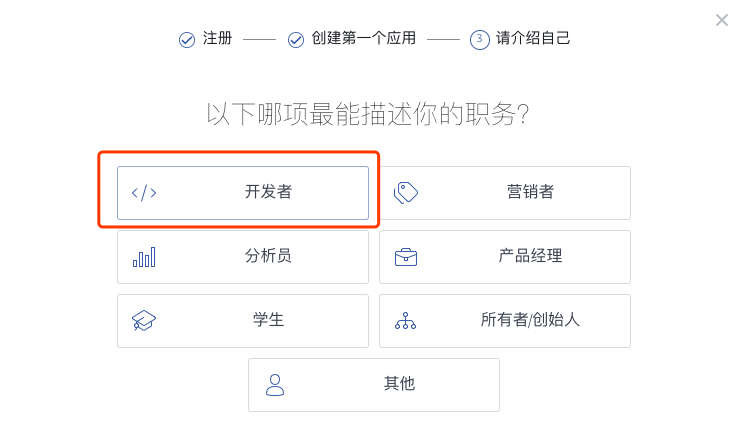 注册 创建第一个应用 3 请介绍自己
以下哪项最能描述你的职务？
开发者 营销者
分析员 产品经理
学生 所有者/创始人
其他